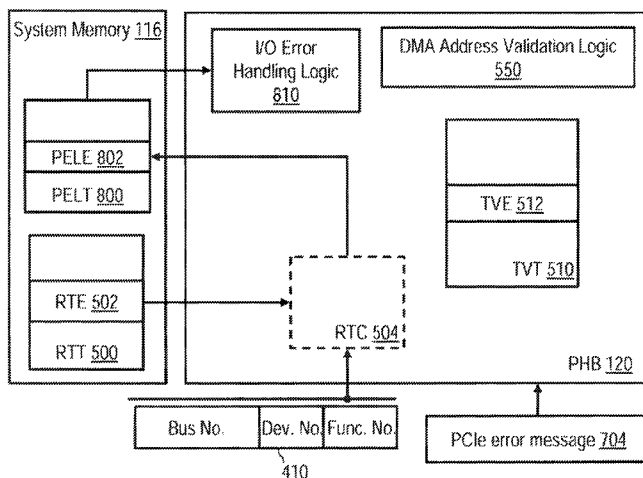 System Memory 116
I/O Error
Handling Logic
810
DMA Address Validation Logic
550
PELE 802
PELT 800
TVE 512
TVT 510
RTE 502
RTT 500
RTC 504
PHB 120
Bus No.
Dev. No.
Func. No.
410
PCIe error message 704